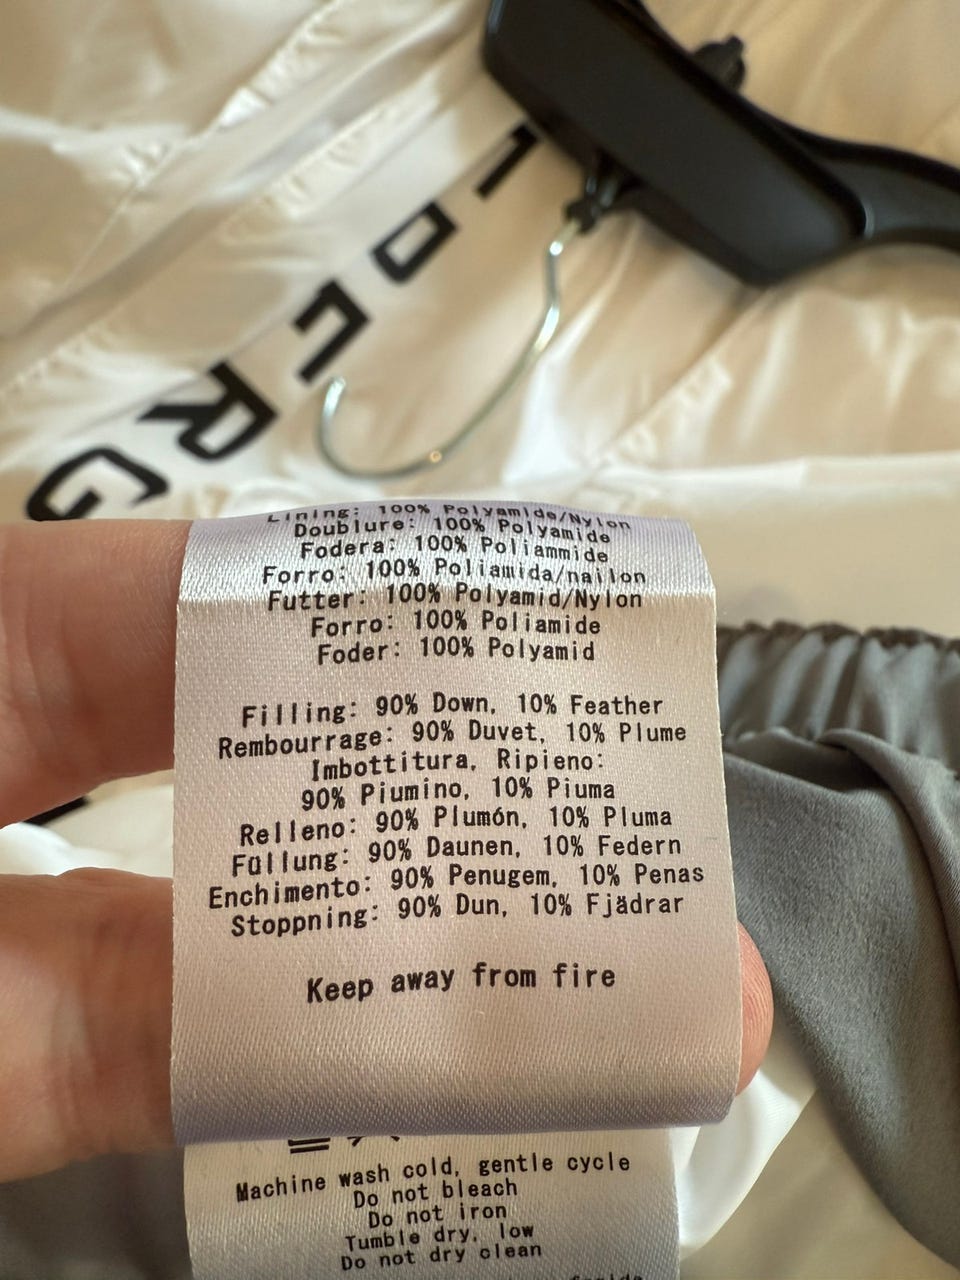 Lining: 100% Polyamide/Nylon
Doublure: 100% Polyamide
Fodera: 100% Poliammide
Forro: 100% Poliamida/nailon
Futter: 100% Polyamid/Nylon
Forro: 100% Poliamide
Foder: 100% Polyamid
Filling: 90% Down, 10% Feather
Rembourrage: 90% Duvet, 10% Plume
Imbottitura, Ripieno:
90% Piumino, 10% Piuma
Relleno: 90% Plumón, 10% Pluma
Füllung: 90% Daunen, 10% Federn
Enchimento: 90% Penugem, 10% Penas
Stoppning: 90% Dun, 10% Fjädrar
Keep away from fire
Machine wash cold, gentle cycle
Do not bleach
Do not iron
Tumble dry, low
Do not dry clean